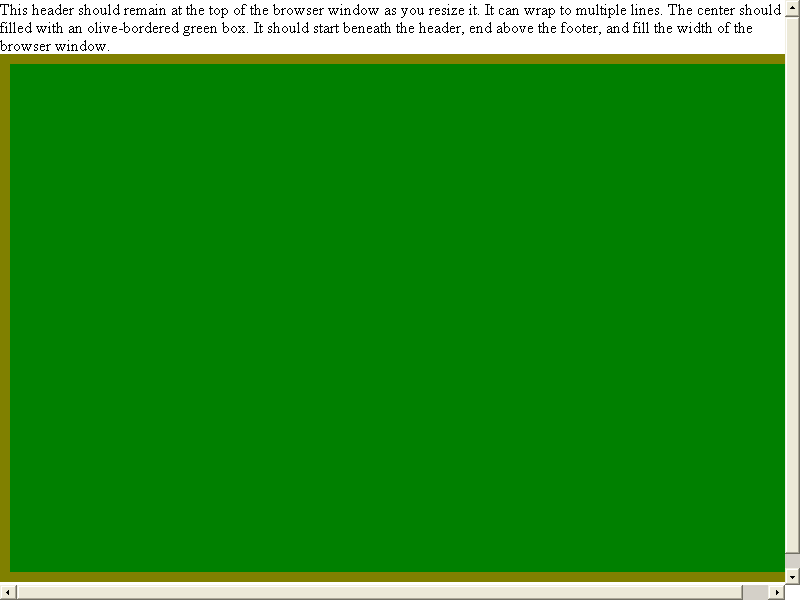 This header should remain at the top of the browser window as you resize it. It can wrap to multiple lines. The center should
filled with an olive-bordered green box. It should start beneath the header, end above the footer, and fill the width of the
browser window.